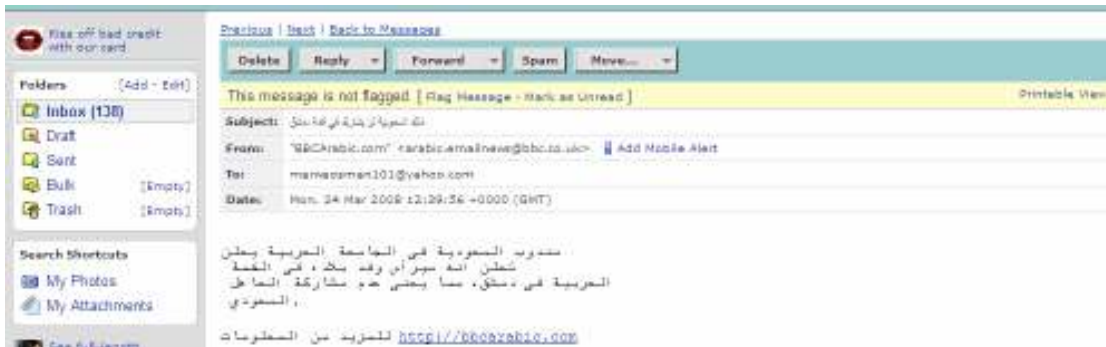 Kiss off bad credit
with our card
Previous | Next | Back to Messages
Delete Reply Forward Spam Move...
Folders [Add - Edit]
Inbox (138)
Draft
Sent
Bulk [Empty]
Trash [Empty]
This message is not flagged. [ Flag Message - Mark as Unread ] Printable View
Subject: السعودية في قمة دمشق
From: "BBCArabic.com" <arabic.emailnews@bbc.co.uk> Add Mobile Alert
To:
Date: Mon, 24 Mar 2008 12:39:56 +0000 (GMT)
Search Shortcuts
My Photos
My Attachments
مندوب السعودية في الجامعة العربية يعلن
تعلن انه سيرأس وفد بلاده في القمة
العربية في دمشق، مما يعني عدم مشاركة العاهل
السعودي.
للمزيد من المعلومات http://bbcarabic.com